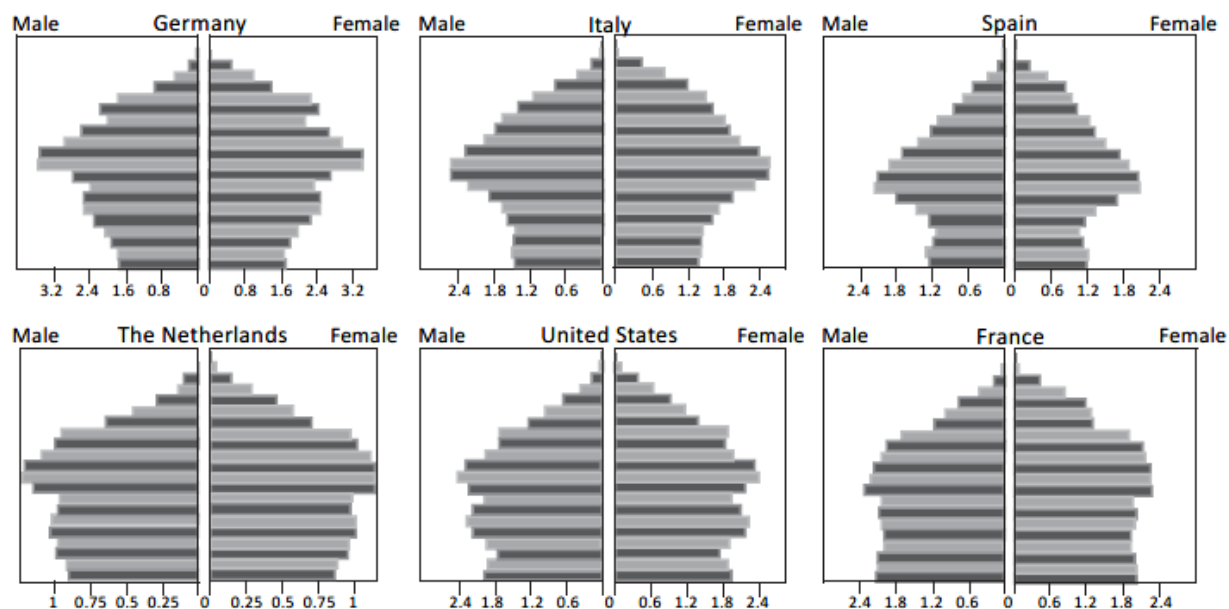 Male Germany Female
3.2 2.4 1.6 0.8 0 0.8 1.6 2.4 3.2
Male Italy Female
2.4 1.8 1.2 0.6 0 0.6 1.2 1.8 2.4
Male Spain Female
2.4 1.8 1.2 0.6 0 0.6 1.2 1.8 2.4
Male The Netherlands Female
1 0.75 0.5 0.25 0 0.25 0.5 0.75 1
Male United States Female
2.4 1.8 1.2 0.6 0 0.6 1.2 1.8 2.4
Male France Female
2.4 1.8 1.2 0.6 0 0.6 1.2 1.8 2.4